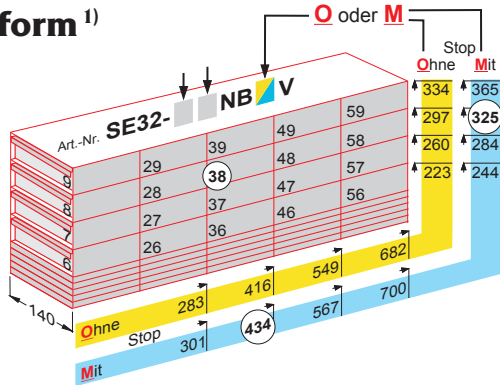 form 1)
O oder M
Stop
Ohne Mit
Art.-Nr. SE32- NB V
334 365
297 325
260 284
223 244
9 29 39 49 59
8 28 38 48 58
7 27 37 47 57
6 26 36 46 56
140
Ohne 283 416 549 682
Stop
Mit 301 434 567 700